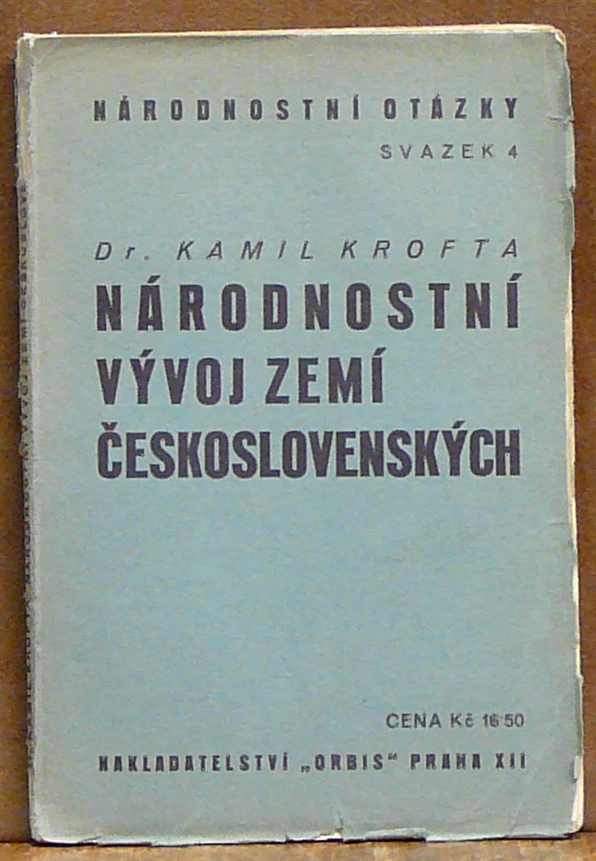 NÁRODNOSTNÍ OTÁZKY
SVAZEK 4
Dr. KAMIL KROFTA
NÁRODNOSTNÍ
VÝVOJ ZEMÍ
ČESKOSLOVENSKÝCH
CENA Kč 16·50
NAKLADATELSTVÍ „ORBIS“ PRAHA XII